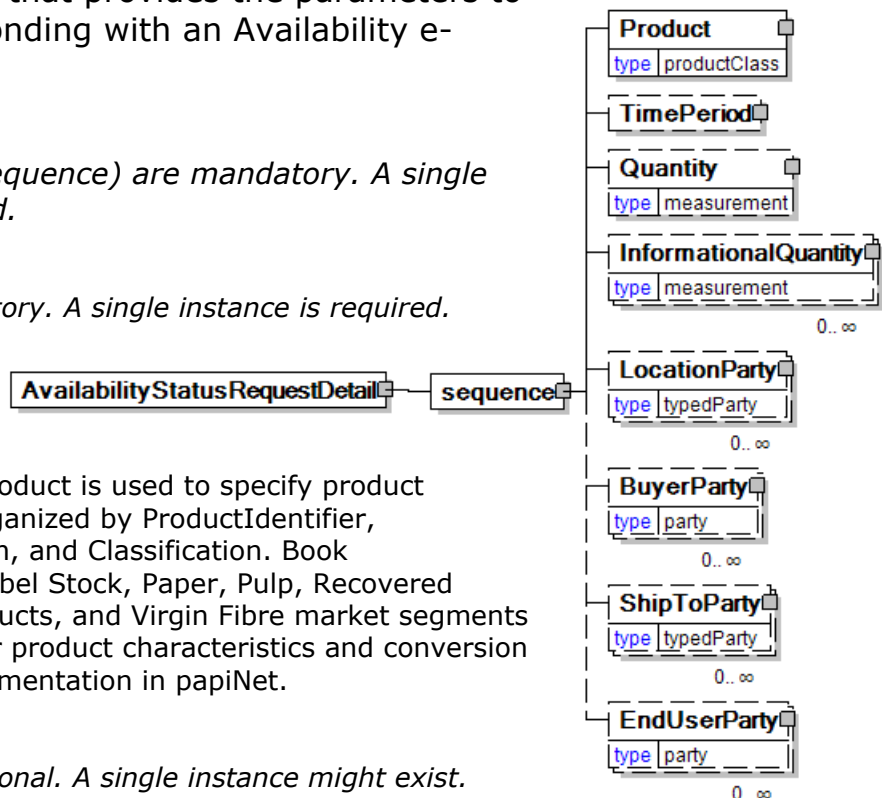 that provides the parameters to
onding with an Availability e-
equence) are mandatory. A single
d.
tory. A single instance is required.
oduct is used to specify product
ganized by ProductIdentifier,
n, and Classification. Book
bel Stock, Paper, Pulp, Recovered
ucts, and Virgin Fibre market segments
r product characteristics and conversion
mentation in papiNet.
onal. A single instance might exist.
AvailabilityStatusRequestDetail
sequence
Product
type productClass
TimePeriod
Quantity
type measurement
InformationalQuantity
type measurement
0.. ∞
LocationParty
type typedParty
0.. ∞
BuyerParty
type party
0.. ∞
ShipToParty
type typedParty
0.. ∞
EndUserParty
type party
0.. ∞